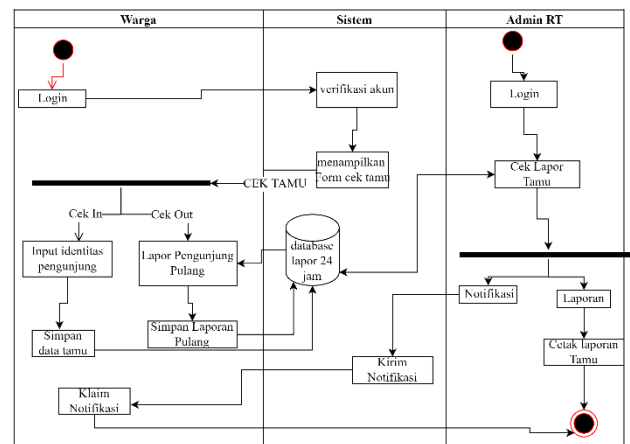 Warga
Sistem
Admin RT
Login
verifikasi akun
Login
menampilkan
Form cek tamu
CEK TAMU
Cek Lapor
Tamu
Cek In
Cek Out
Input identitas
pengunjung
Lapor Pengunjung
Pulang
database
lapor 24
jam
Notifikasi
Laporan
Simpan
data tamu
Simpan Laporan
Pulang
Cetak laporan
Tamu
Kirim
Notifikasi
Klaim
Notifikasi